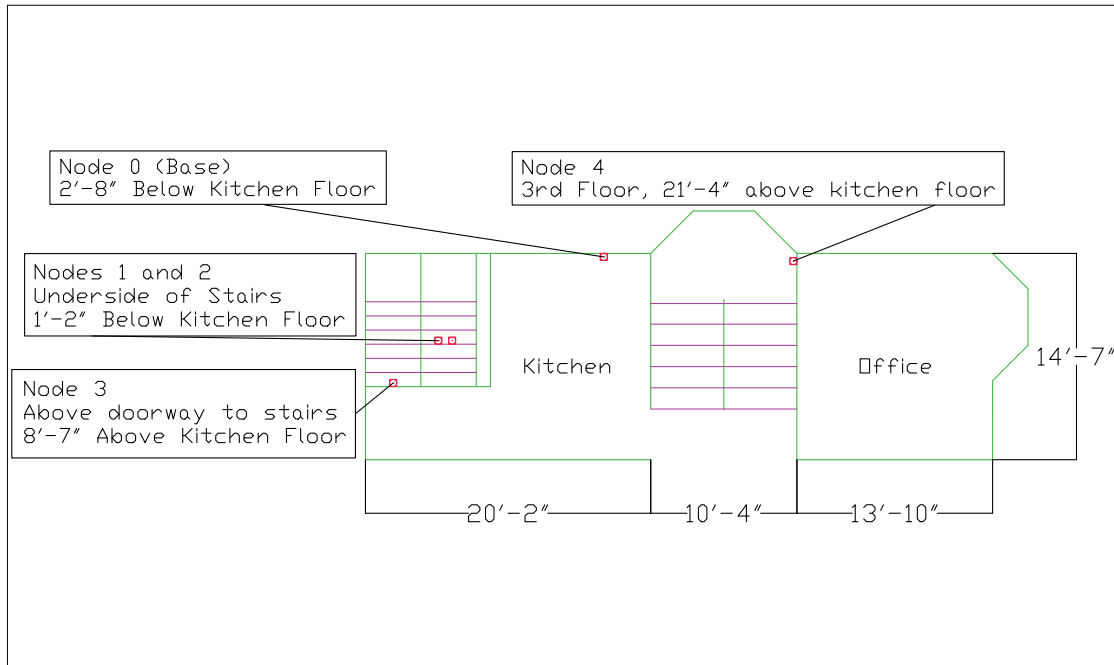 Node 0 (Base)
2'-8" Below Kitchen Floor
Node 4
3rd Floor, 21'-4" above kitchen floor
Nodes 1 and 2
Underside of Stairs
1'-2" Below Kitchen Floor
Node 3
Above doorway to stairs
8'-7" Above Kitchen Floor
Kitchen
Office
14'-7"
20'-2"
10'-4"
13'-10"